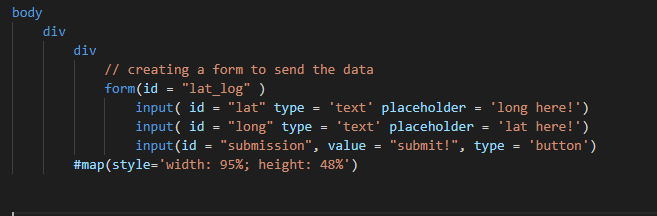 body
div
div
// creating a form to send the data
form(id = "lat_log" )
input( id = "lat" type = 'text' placeholder = 'long here!')
input( id = "long" type = 'text' placeholder = 'lat here!')
input(id = "submission", value = "submit!", type = 'button')
#map(style='width: 95%; height: 48%')